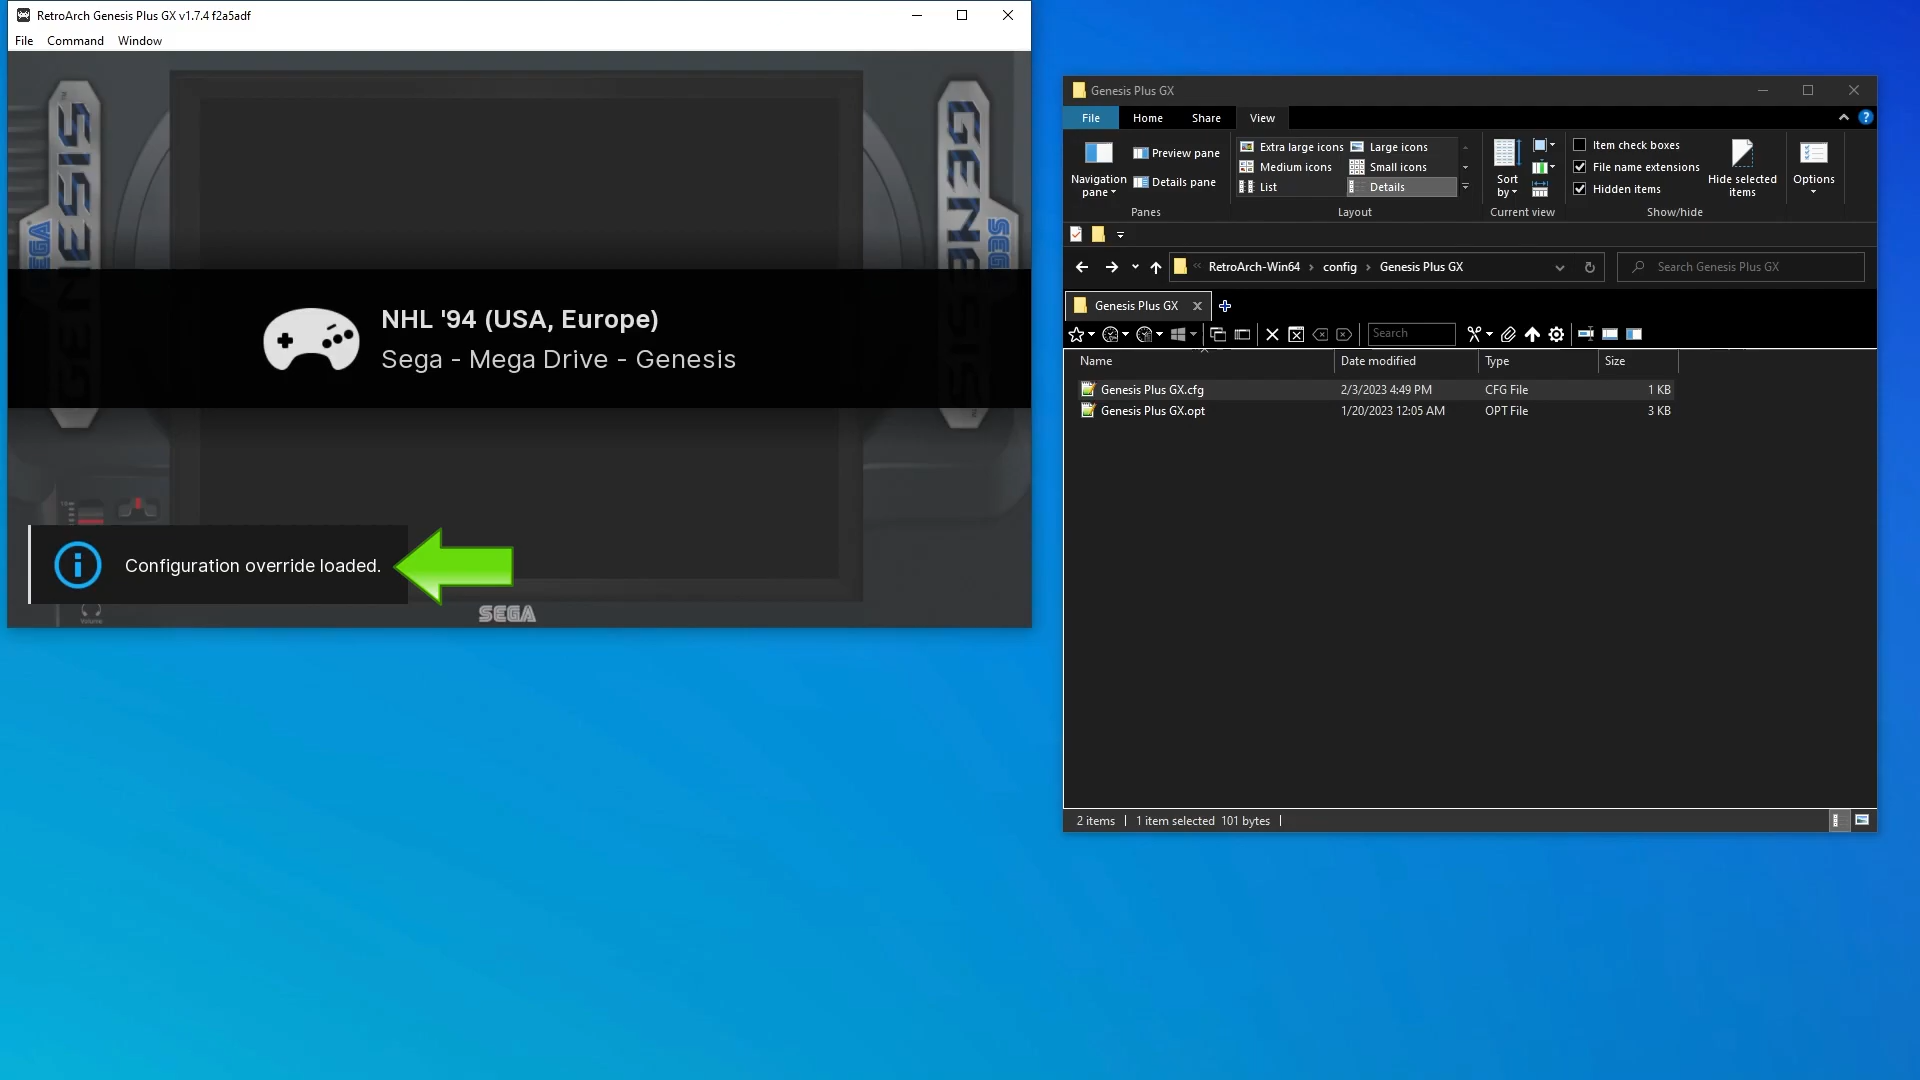 RetroArch Genesis Plus GX v1.7.4 f2a5adf
File Command Window
GENESIS
SEGA
GENESIS
SEGA
NHL '94 (USA, Europe)
Sega - Mega Drive - Genesis
Configuration override loaded.
Volume
SEGA
Genesis Plus GX
File Home Share View
Navigation pane
Preview pane
Details pane
Panes
Extra large icons Large icons
Medium icons Small icons
List Details
Layout
Sort by
Current view
Item check boxes
File name extensions
Hidden items
Hide selected items
Show/hide
Options
« RetroArch-Win64 › config › Genesis Plus GX
Search Genesis Plus GX
Genesis Plus GX
Search
Name Date modified Type Size
Genesis Plus GX.cfg 2/3/2023 4:49 PM CFG File 1 KB
Genesis Plus GX.opt 1/20/2023 12:05 AM OPT File 3 KB
2 items 1 item selected 101 bytes